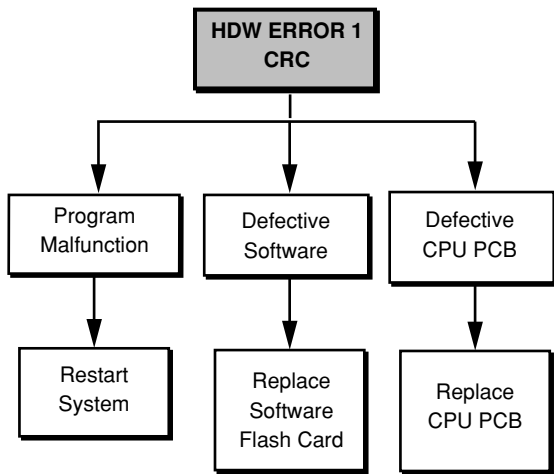 HDW ERROR 1
CRC
Program
Malfunction
Defective
Software
Defective
CPU PCB
Restart
System
Replace
Software
Flash Card
Replace
CPU PCB